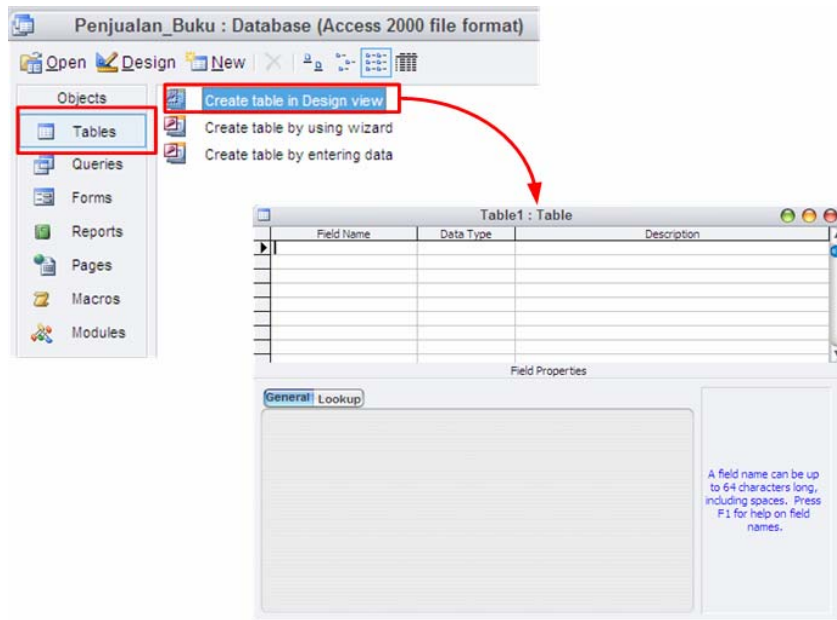 Penjualan_Buku : Database (Access 2000 file format)
Open Design New
Objects
Tables
Queries
Forms
Reports
Pages
Macros
Modules
Create table in Design view
Create table by using wizard
Create table by entering data
Table1 : Table
Field Name Data Type Description
Field Properties
General Lookup
A field name can be up
to 64 characters long,
including spaces. Press
F1 for help on field
names.